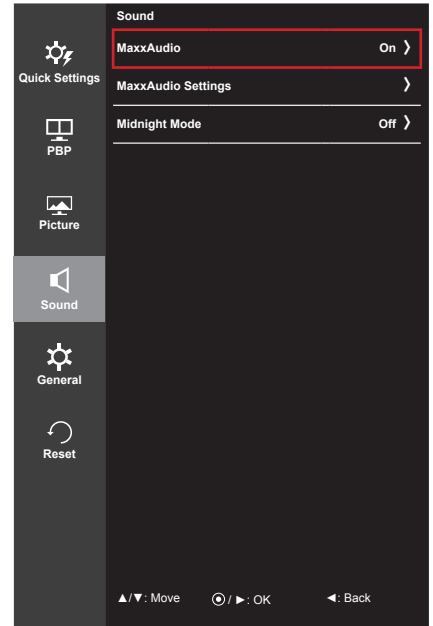 Sound
MaxxAudio On ❭
MaxxAudio Settings ❭
Midnight Mode Off ❭
Quick Settings
PBP
Picture
Sound
General
Reset
▲/▼: Move ◉ / ►: OK ◄: Back